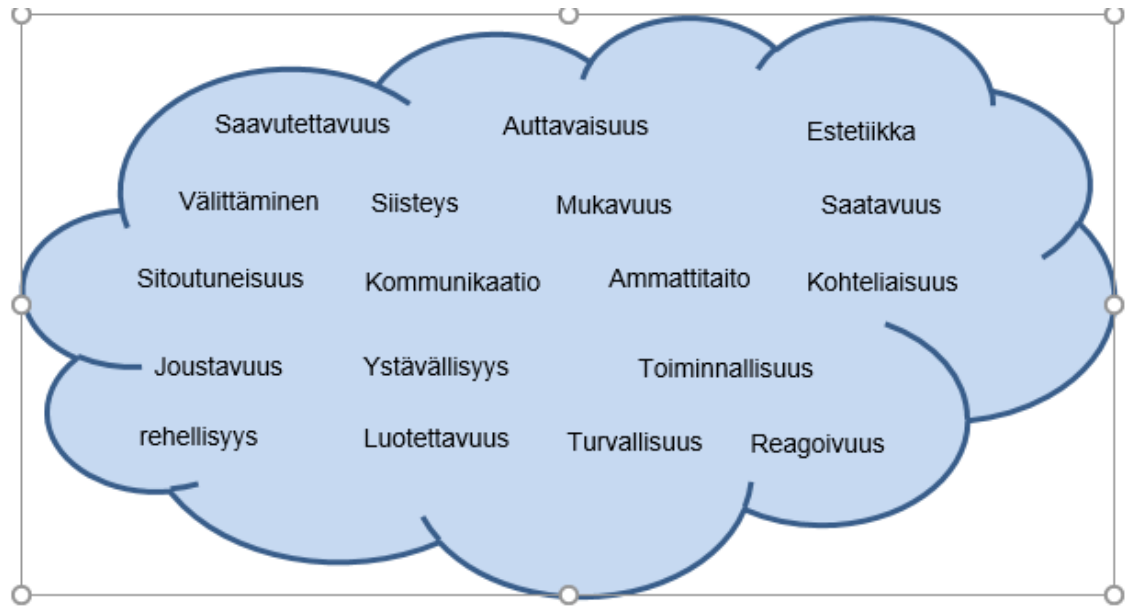 Saavutettavuus Auttavaisuus Estetiikka
Välittäminen Siisteys Mukavuus Saatavuus
Sitoutuneisuus Kommunikaatio Ammattitaito Kohteliaisuus
Joustavuus Ystävällisyys Toiminnallisuus
rehellisyys Luotettavuus Turvallisuus Reagoivuus